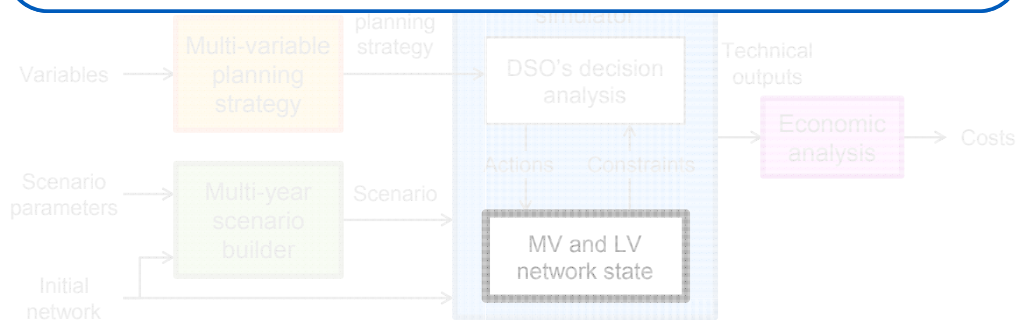 planning
strategy
simulator
Multi-variable
planning
strategy
Variables
DSO's decision
analysis
Technical
outputs
Economic
analysis
Costs
Actions
Constraints
Scenario
parameters
Multi-year
scenario
builder
Scenario
MV and LV
network state
Initial
network